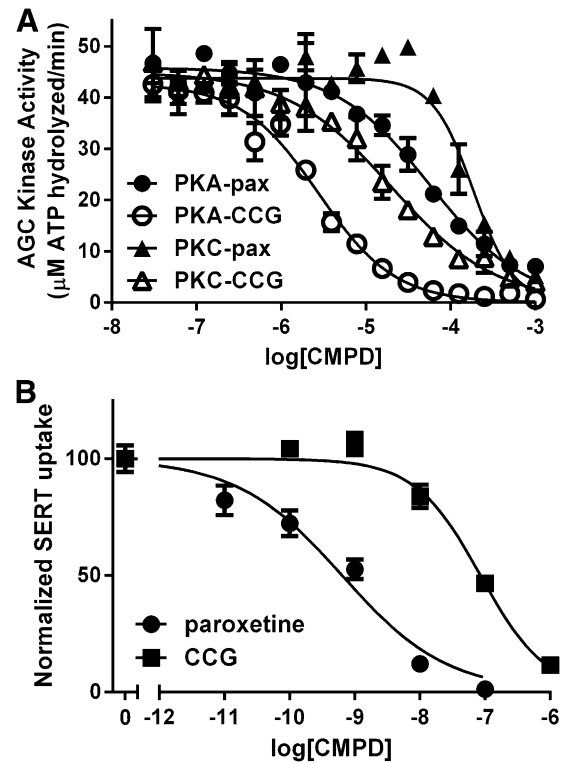 A
AGC Kinase Activity
(µM ATP hydrolyzed/min)
50
40
30
20
10
0
PKA-pax
PKA-CCG
PKC-pax
PKC-CCG
-8 -7 -6 -5 -4 -3
log[CMPD]
B
Normalized SERT uptake
100
50
0
paroxetine
CCG
0 -12 -11 -10 -9 -8 -7 -6
log[CMPD]